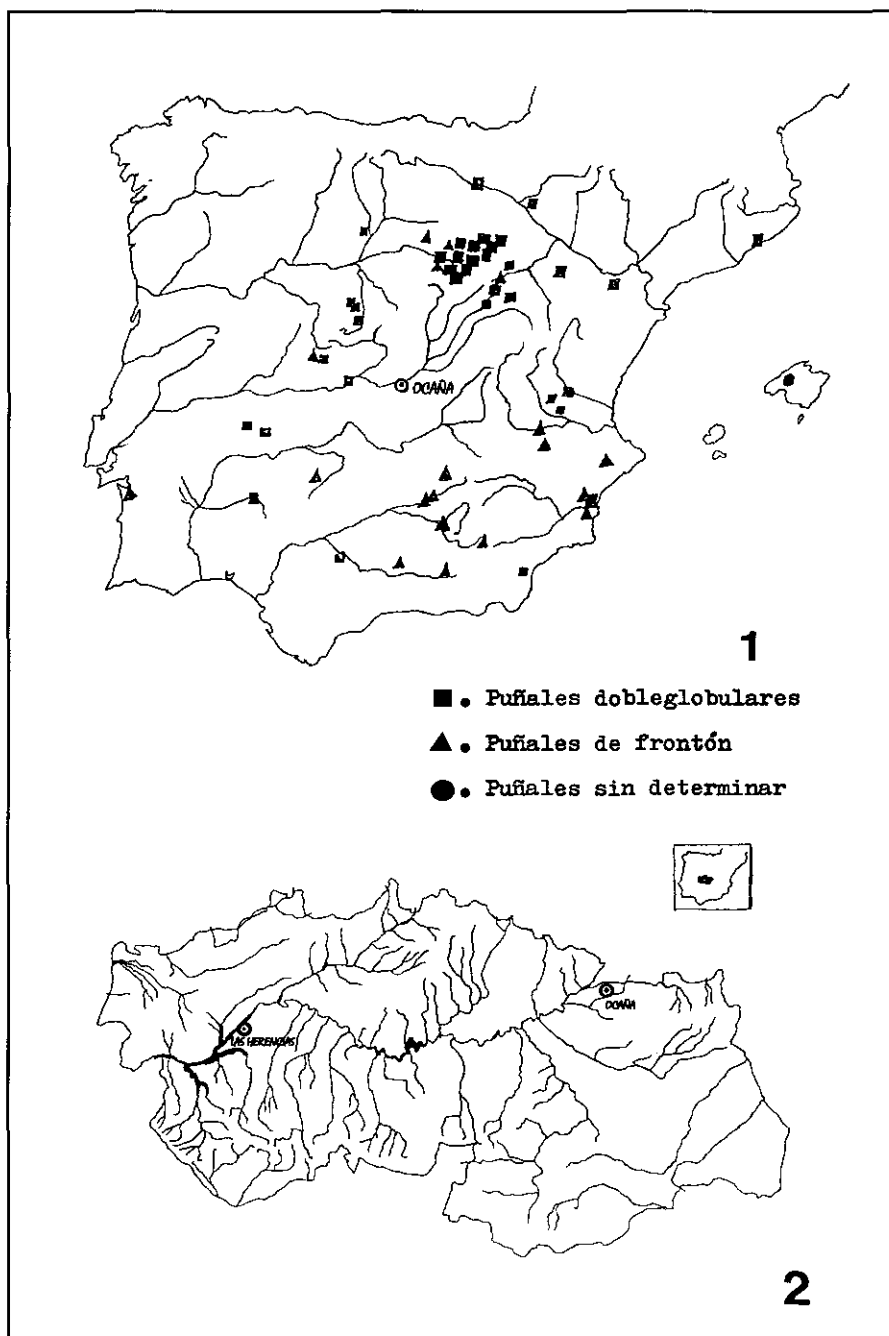 OCAÑA
1
■. Puñales dobleglobulares
▲. Puñales de frontón
●. Puñales sin determinar
OCAÑA
LAS HERENCIAS
2